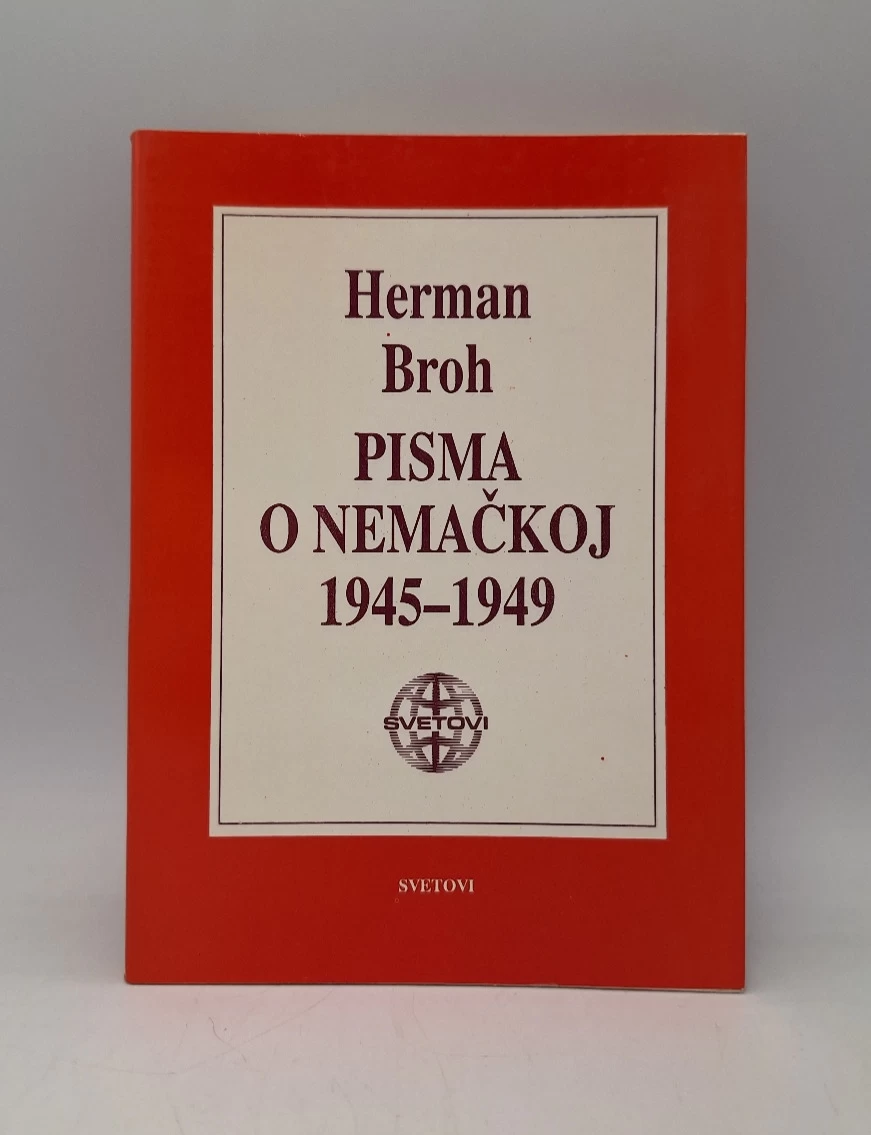 Herman
Broh
PISMA
O NEMAČKOJ
1945–1949
SVETOVI
SVETOVI